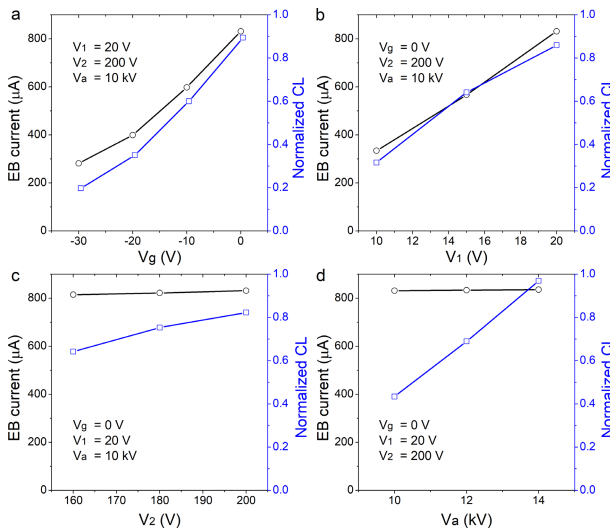 a
V1 = 20 V
V2 = 200 V
Va = 10 kV
EB current (μA)
800
600
400
200
0
1.0
0.8
0.6
0.4
0.2
0.0
Normalized CL
-30 -20 -10 0
Vg (V)
b
Vg = 0 V
V2 = 200 V
Va = 10 kV
EB current (μA)
800
600
400
200
0
1.0
0.8
0.6
0.4
0.2
0.0
Normalized CL
10 12 14 16 18 20
V1 (V)
c
Vg = 0 V
V1 = 20 V
Va = 10 kV
EB current (μA)
800
600
400
200
0
1.0
0.8
0.6
0.4
0.2
0.0
Normalized CL
160 170 180 190 200
V2 (V)
d
Vg = 0 V
V1 = 20 V
V2 = 200 V
EB current (μA)
800
600
400
200
0
1.0
0.8
0.6
0.4
0.2
0.0
Normalized CL
10 12 14
Va (kV)